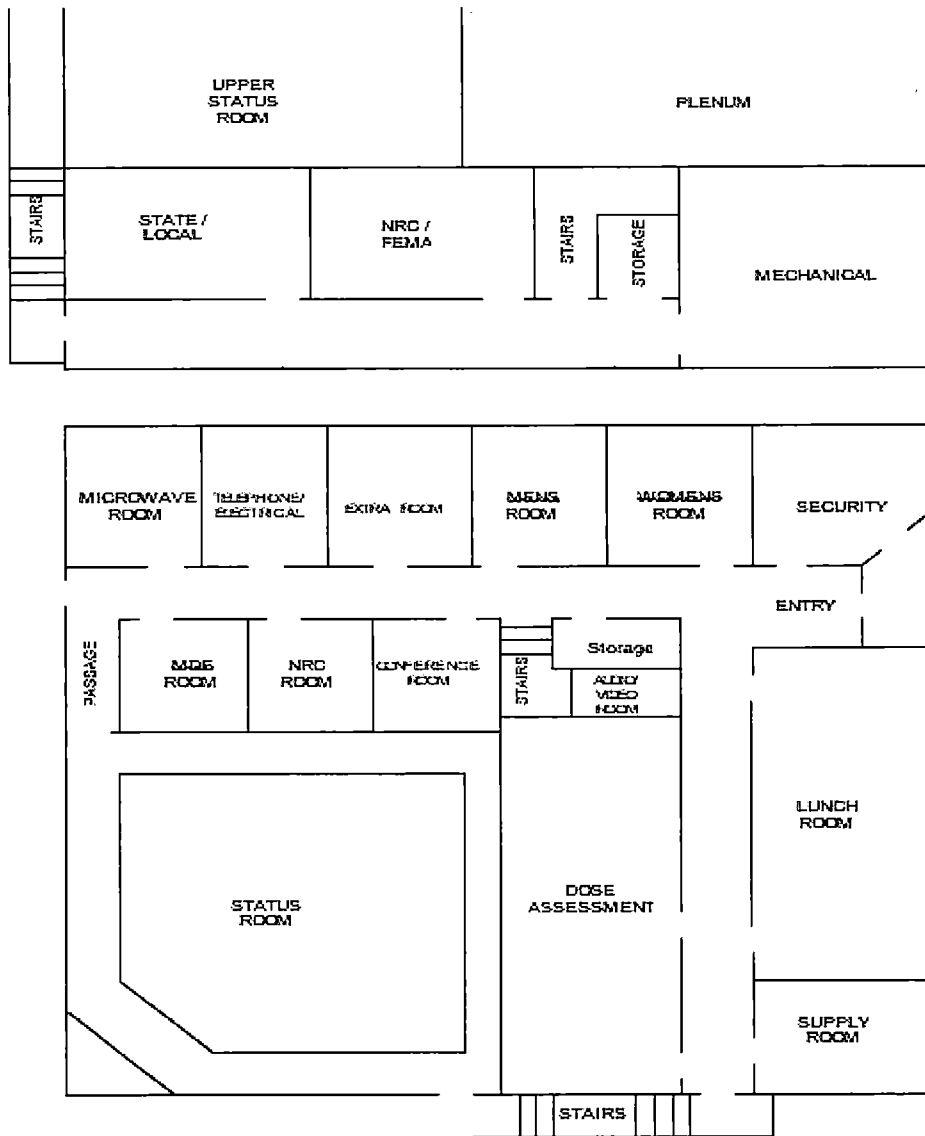 UPPER
STATUS
ROOM
PLENUM
STAIRS
STATE /
LOCAL
NRC /
FEMA
STAIRS
STORAGE
MECHANICAL
MICROWAVE
ROOM
TELEPHONE/
ELECTRICAL
EXTRA ROOM
MENS
ROOM
WOMENS
ROOM
SECURITY
ENTRY
PASSAGE
MDE
ROOM
NRC
ROOM
CONFERENCE
ROOM
STAIRS
Storage
AUDIO/
VIDEO
ROOM
LUNCH
ROOM
STATUS
ROOM
DOSE
ASSESSMENT
SUPPLY
ROOM
STAIRS